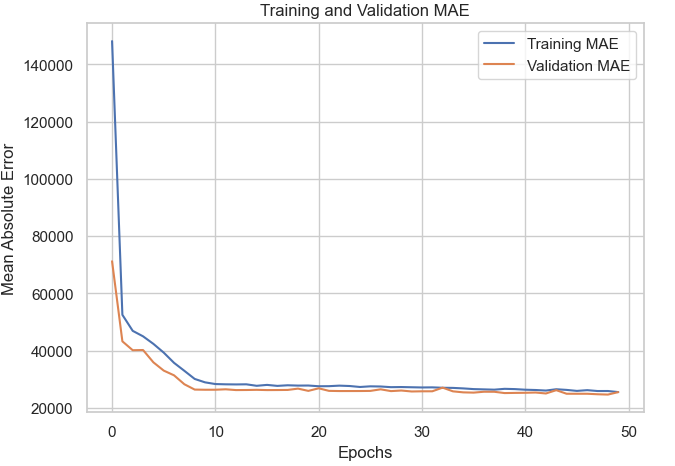 Training and Validation MAE
Training MAE
Validation MAE
Mean Absolute Error
140000
120000
100000
80000
60000
40000
20000
0
10
20
30
40
50
Epochs